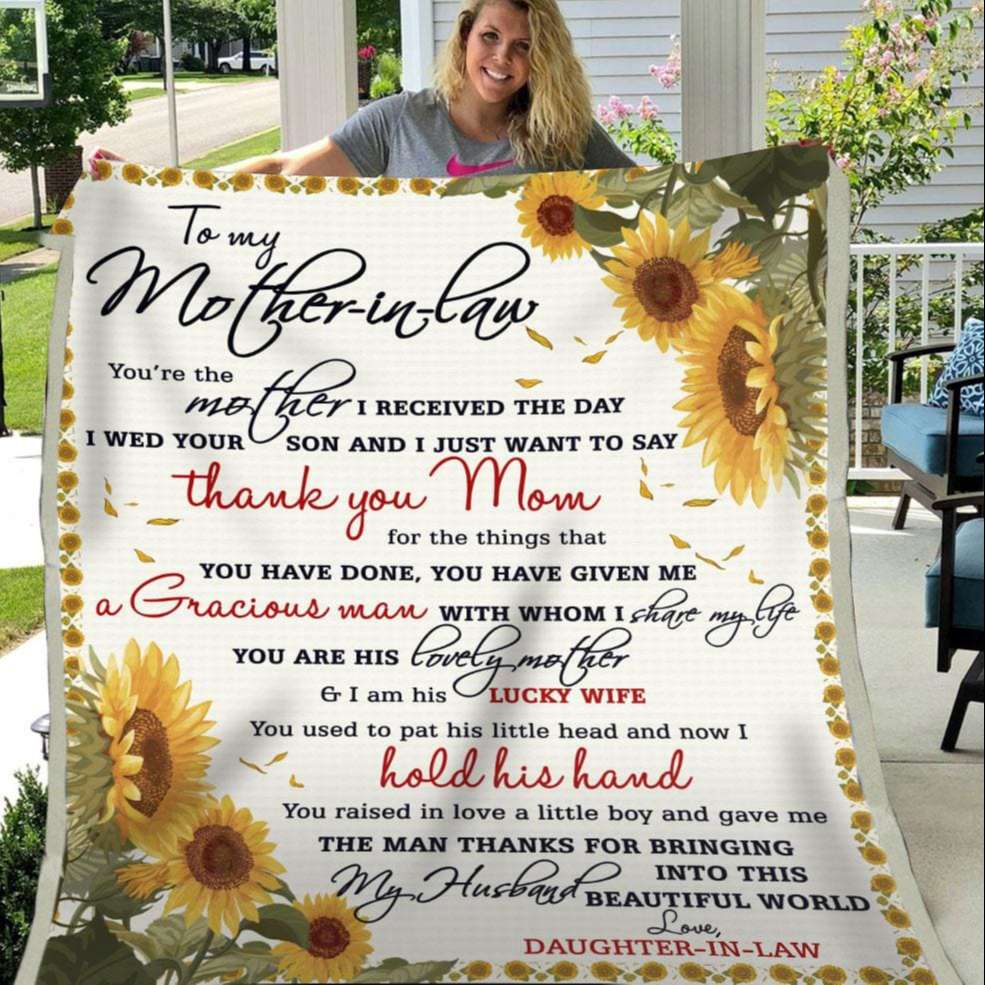 To my
Mother-in-law
You're the
mother I RECEIVED THE DAY
I WED YOUR SON AND I JUST WANT TO SAY
thank you Mom
for the things that
YOU HAVE DONE, YOU HAVE GIVEN ME
a Gracious man WITH WHOM I share my life
YOU ARE HIS lovely mother
& I am his LUCKY WIFE
You used to pat his little head and now I
hold his hand
You raised in love a little boy and gave me
THE MAN THANKS FOR BRINGING
My Husband INTO THIS
BEAUTIFUL WORLD
Love,
DAUGHTER-IN-LAW